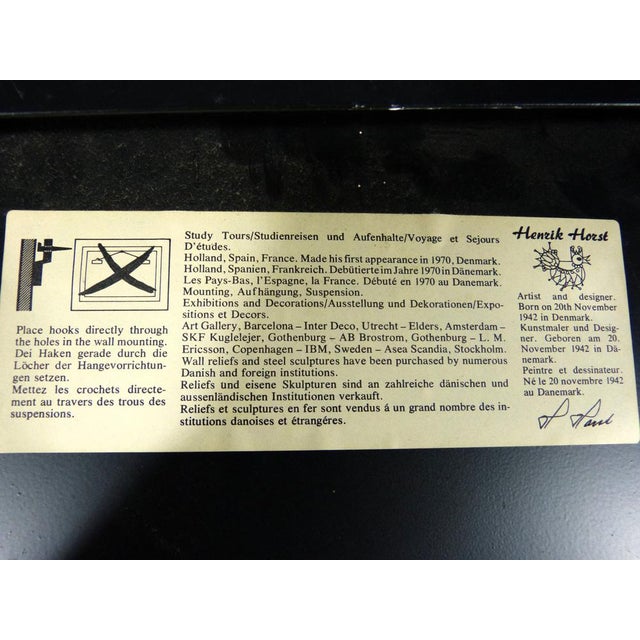 Place hooks directly through
the holes in the wall mounting.
Dei Haken gerade durch die
Löcher der Hangevorrichtun-
gen setzen.
Mettez les crochets directe-
ment au travers des trous des
suspensions.
Study Tours/Studienreisen und Aufenhalte/Voyage et Sejours
D'études.
Holland, Spain, France. Made his first appearance in 1970, Denmark.
Holland, Spanien, Frankreich. Debütierte im Jahre 1970 in Dänemark.
Les Pays-Bas, l'Espagne, la France. Débuté en 1970 au Danemark.
Mounting, Aufhängung, Suspension.
Exhibitions and Decorations/Ausstellung und Dekorationen/Expo-
sitions et Decors.
Art Gallery, Barcelona – Inter Deco, Utrecht – Elders, Amsterdam –
SKF Kuglelejer, Gothenburg – AB Brostrom, Gothenburg – L. M.
Ericsson, Copenhagen – IBM, Sweden – Asea Scandia, Stockholm.
Wall reliefs and steel sculptures have been purchased by numerous
Danish and foreign institutions.
Reliefs und eisene Skulpturen sind an zahlreiche dänischen und
aussenländischen Institutionen verkauft.
Reliefs et sculptures en fer sont vendus á un grand nombre des in-
stitutions danoises et étrangéres.
Henrik Horst
Artist and designer.
Born on 20th November
1942 in Denmark.
Kunstmaler und Desig-
ner. Geboren am 20.
November 1942 in Dä-
nemark.
Peintre et dessinateur.
Né le 20 novembre 1942
au Danemark.
H Horst